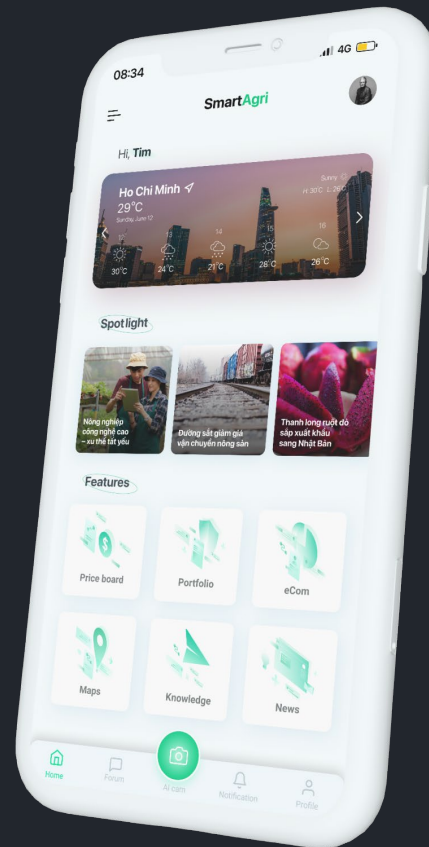 08:34
4G
SmartAgri
Hi, Tim
Ho Chi Minh
29°C
Sunday, June 12
Sunny
H: 30°C L: 26°C
13
14
15
16
30°C
24°C
21°C
28°C
26°C
Spotlight
Nông nghiệp
công nghệ cao
– xu thế tất yếu
Đường sắt giảm giá
vận chuyển nông sản
Thanh long ruột đỏ
sắp xuất khẩu
sang Nhật Bản
Features
Price board
Portfolio
eCom
Maps
Knowledge
News
Home
Forum
Ai cam
Notification
Profile